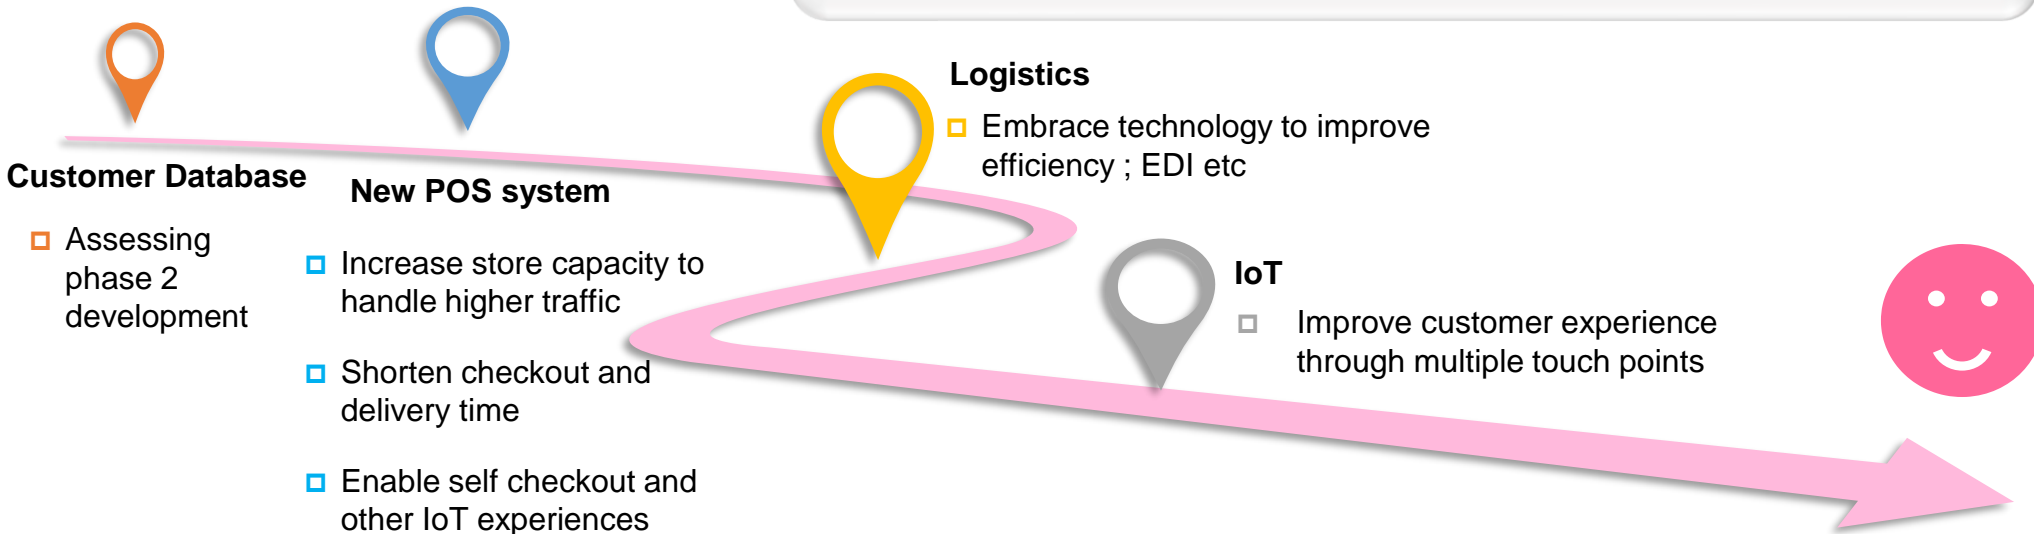 Customer Database
Assessing
phase 2
development
New POS system
Increase store capacity to
handle higher traffic
Shorten checkout and
delivery time
Enable self checkout and
other IoT experiences
Logistics
Embrace technology to improve
efficiency ; EDI etc
IoT
Improve customer experience
through multiple touch points